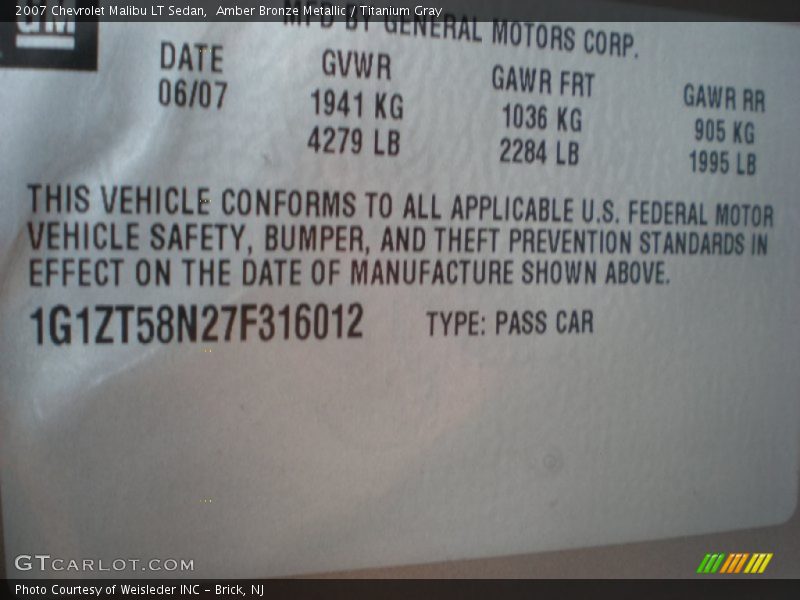 2007 Chevrolet Malibu LT Sedan,  Amber Bronze Metallic / Titanium Gray
GM
MFD BY GENERAL MOTORS CORP.
DATE GVWR GAWR FRT GAWR RR
06/07 1941 KG 1036 KG 905 KG
4279 LB 2284 LB 1995 LB
THIS VEHICLE CONFORMS TO ALL APPLICABLE U.S. FEDERAL MOTOR
VEHICLE SAFETY, BUMPER, AND THEFT PREVENTION STANDARDS IN
EFFECT ON THE DATE OF MANUFACTURE SHOWN ABOVE.
1G1ZT58N27F316012 TYPE: PASS CAR
GTCARLOT.COM
Photo Courtesy of Weisleder INC - Brick, NJ